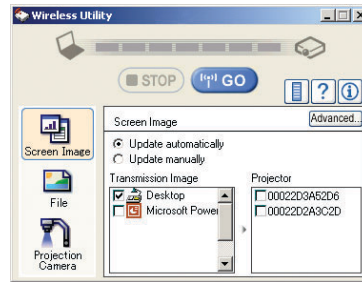 Wireless Utility
STOP
GO
Screen Image
File
Projection
Camera
Screen Image
Advanced...
Update automatically
Update manually
Transmission Image
Projector
Desktop
Microsoft Power
00022D3A52D6
00022D2A3C2D